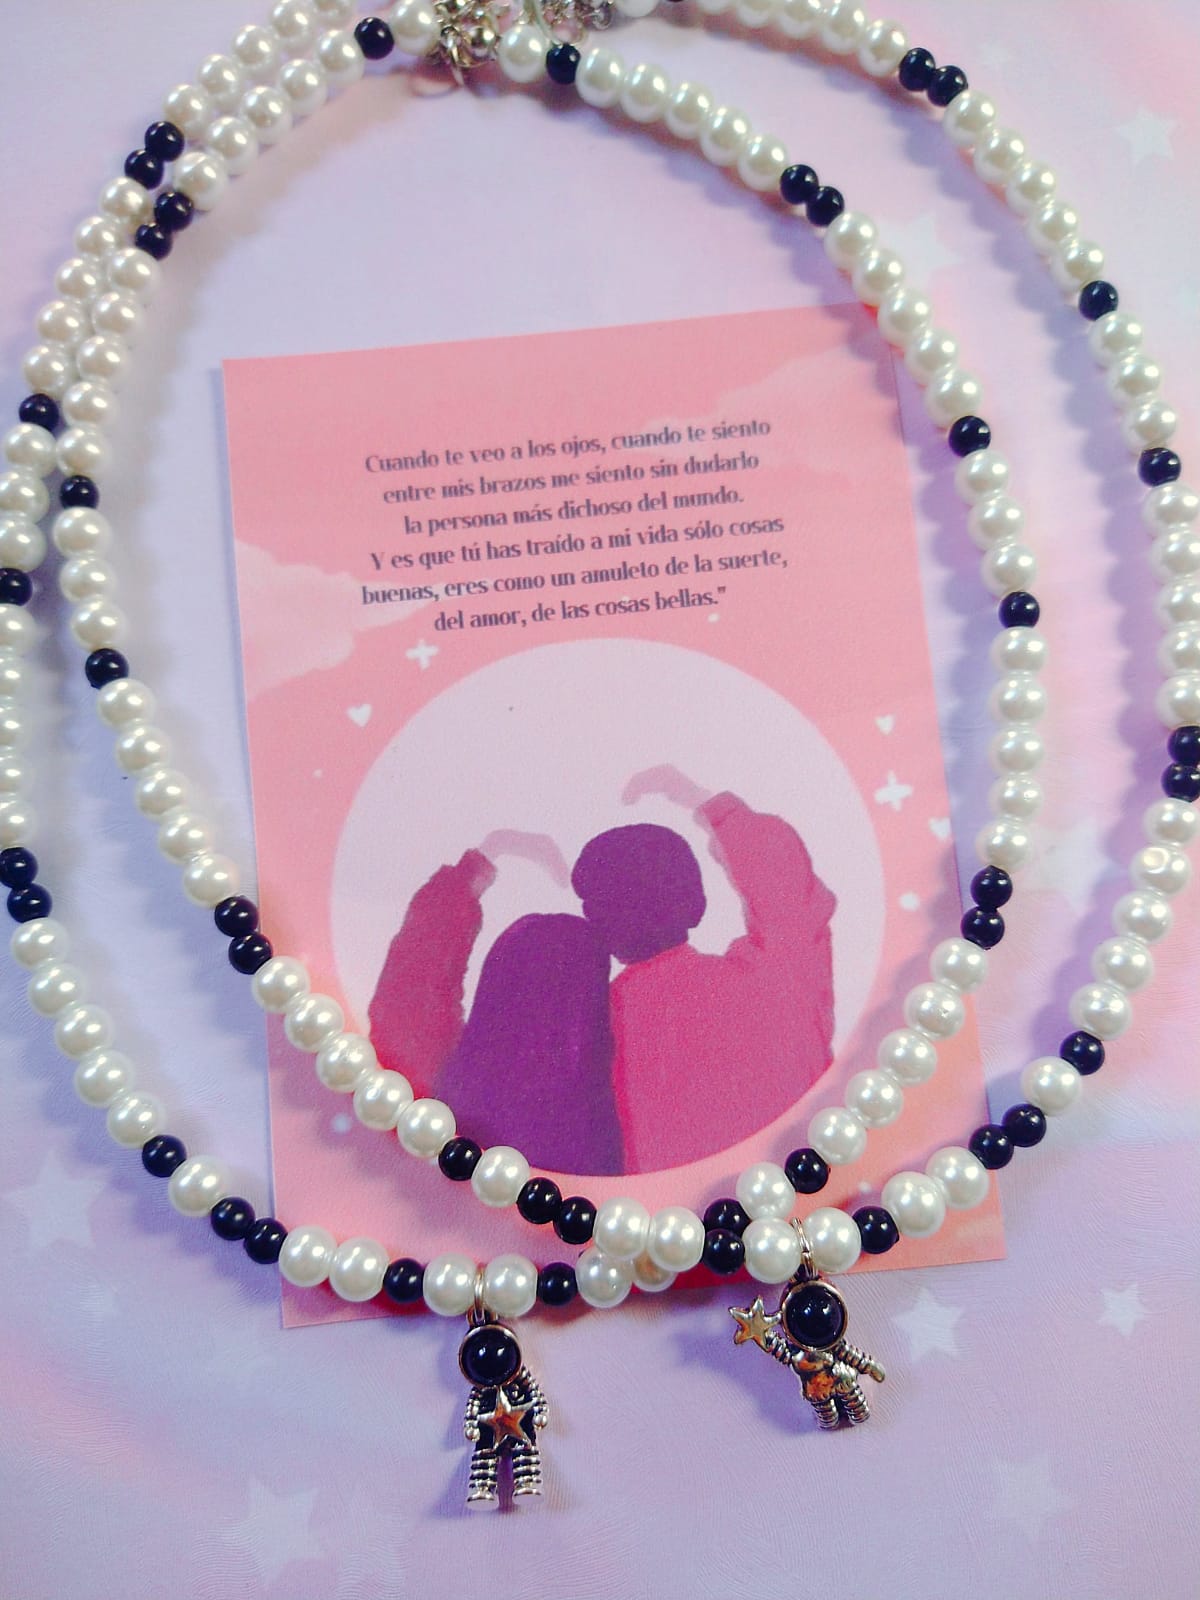 Cuando te veo a los ojos, cuando te siento
entre mis brazos me siento sin dudarlo
la persona más dichoso del mundo.
Y es que tú has traído a mi vida sólo cosas
buenas, eres como un amuleto de la suerte,
del amor, de las cosas bellas."